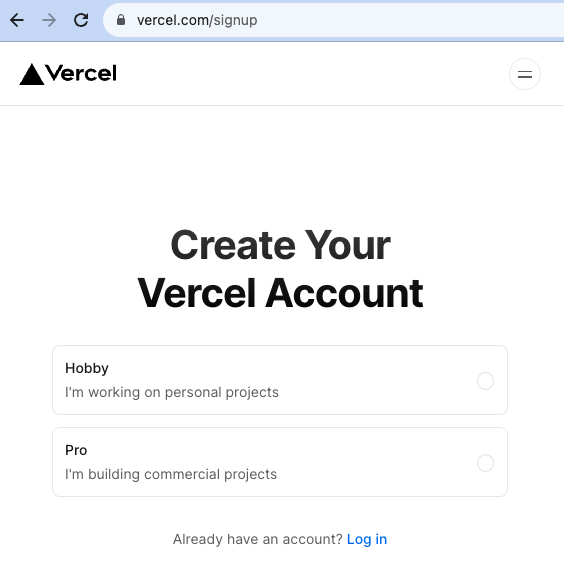 vercel.com/signup
Vercel
Create Your
Vercel Account
Hobby
I'm working on personal projects
Pro
I'm building commercial projects
Already have an account? Log in